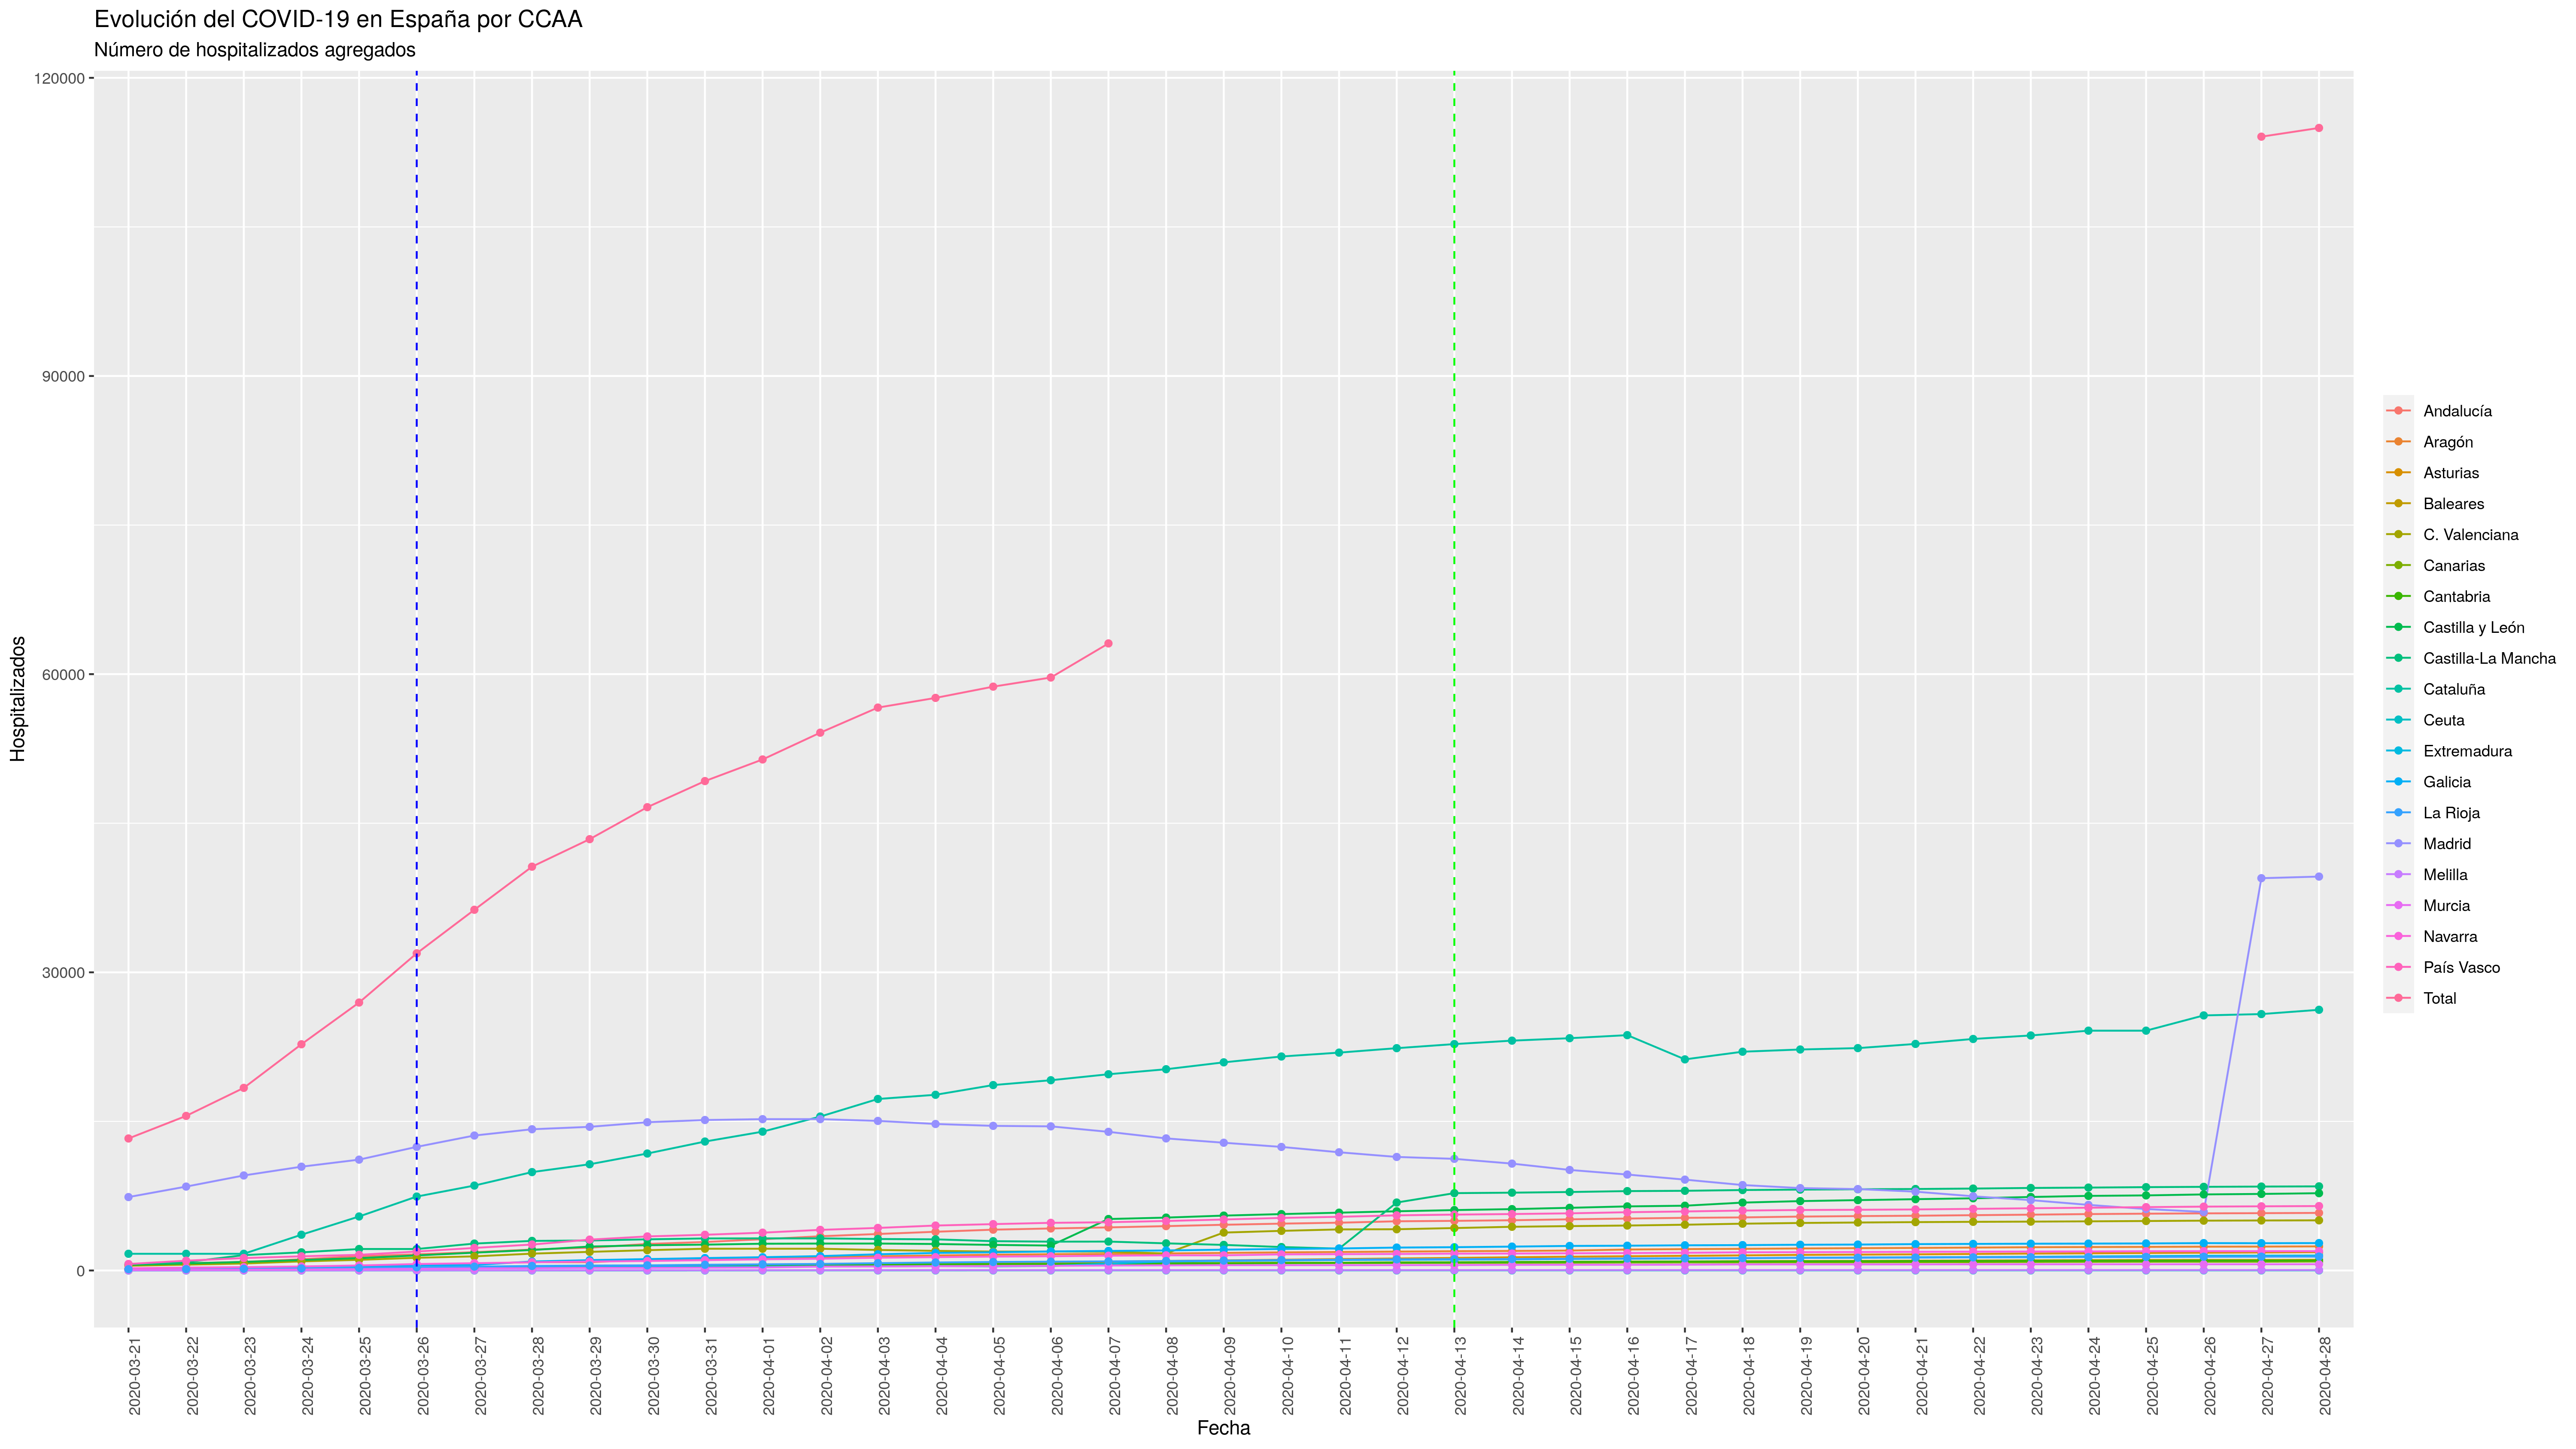 Evolución del COVID-19 en España por CCAA
Número de hospitalizados agregados
120000
90000
60000
30000
0
Hospitalizados
2020-03-21
2020-03-22
2020-03-23
2020-03-24
2020-03-25
2020-03-26
2020-03-27
2020-03-28
2020-03-29
2020-03-30
2020-03-31
2020-04-01
2020-04-02
2020-04-03
2020-04-04
2020-04-05
2020-04-06
2020-04-07
2020-04-08
2020-04-09
2020-04-10
2020-04-11
2020-04-12
2020-04-13
2020-04-14
2020-04-15
2020-04-16
2020-04-17
2020-04-18
2020-04-19
2020-04-20
2020-04-21
2020-04-22
2020-04-23
2020-04-24
2020-04-25
2020-04-26
2020-04-27
2020-04-28
Fecha
Andalucía
Aragón
Asturias
Baleares
C. Valenciana
Canarias
Cantabria
Castilla y León
Castilla-La Mancha
Cataluña
Ceuta
Extremadura
Galicia
La Rioja
Madrid
Melilla
Murcia
Navarra
País Vasco
Total